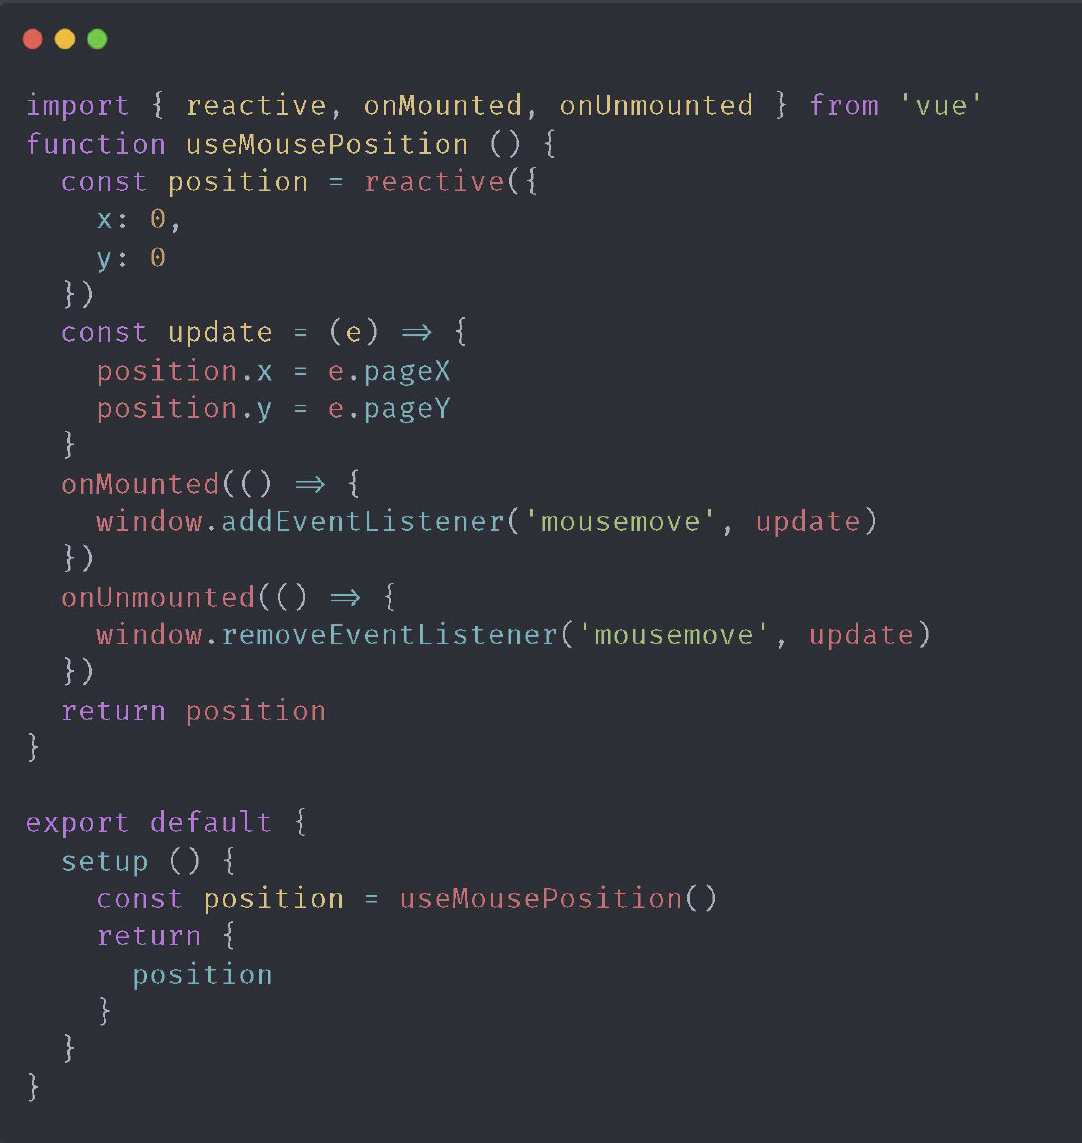 import { reactive, onMounted, onUnmounted } from 'vue'
function useMousePosition () {
  const position = reactive({
    x: 0,
    y: 0
  })
  const update = (e) => {
    position.x = e.pageX
    position.y = e.pageY
  }
  onMounted(() => {
    window.addEventListener('mousemove', update)
  })
  onUnmounted(() => {
    window.removeEventListener('mousemove', update)
  })
  return position
}

export default {
  setup () {
    const position = useMousePosition()
    return {
      position
    }
  }
}